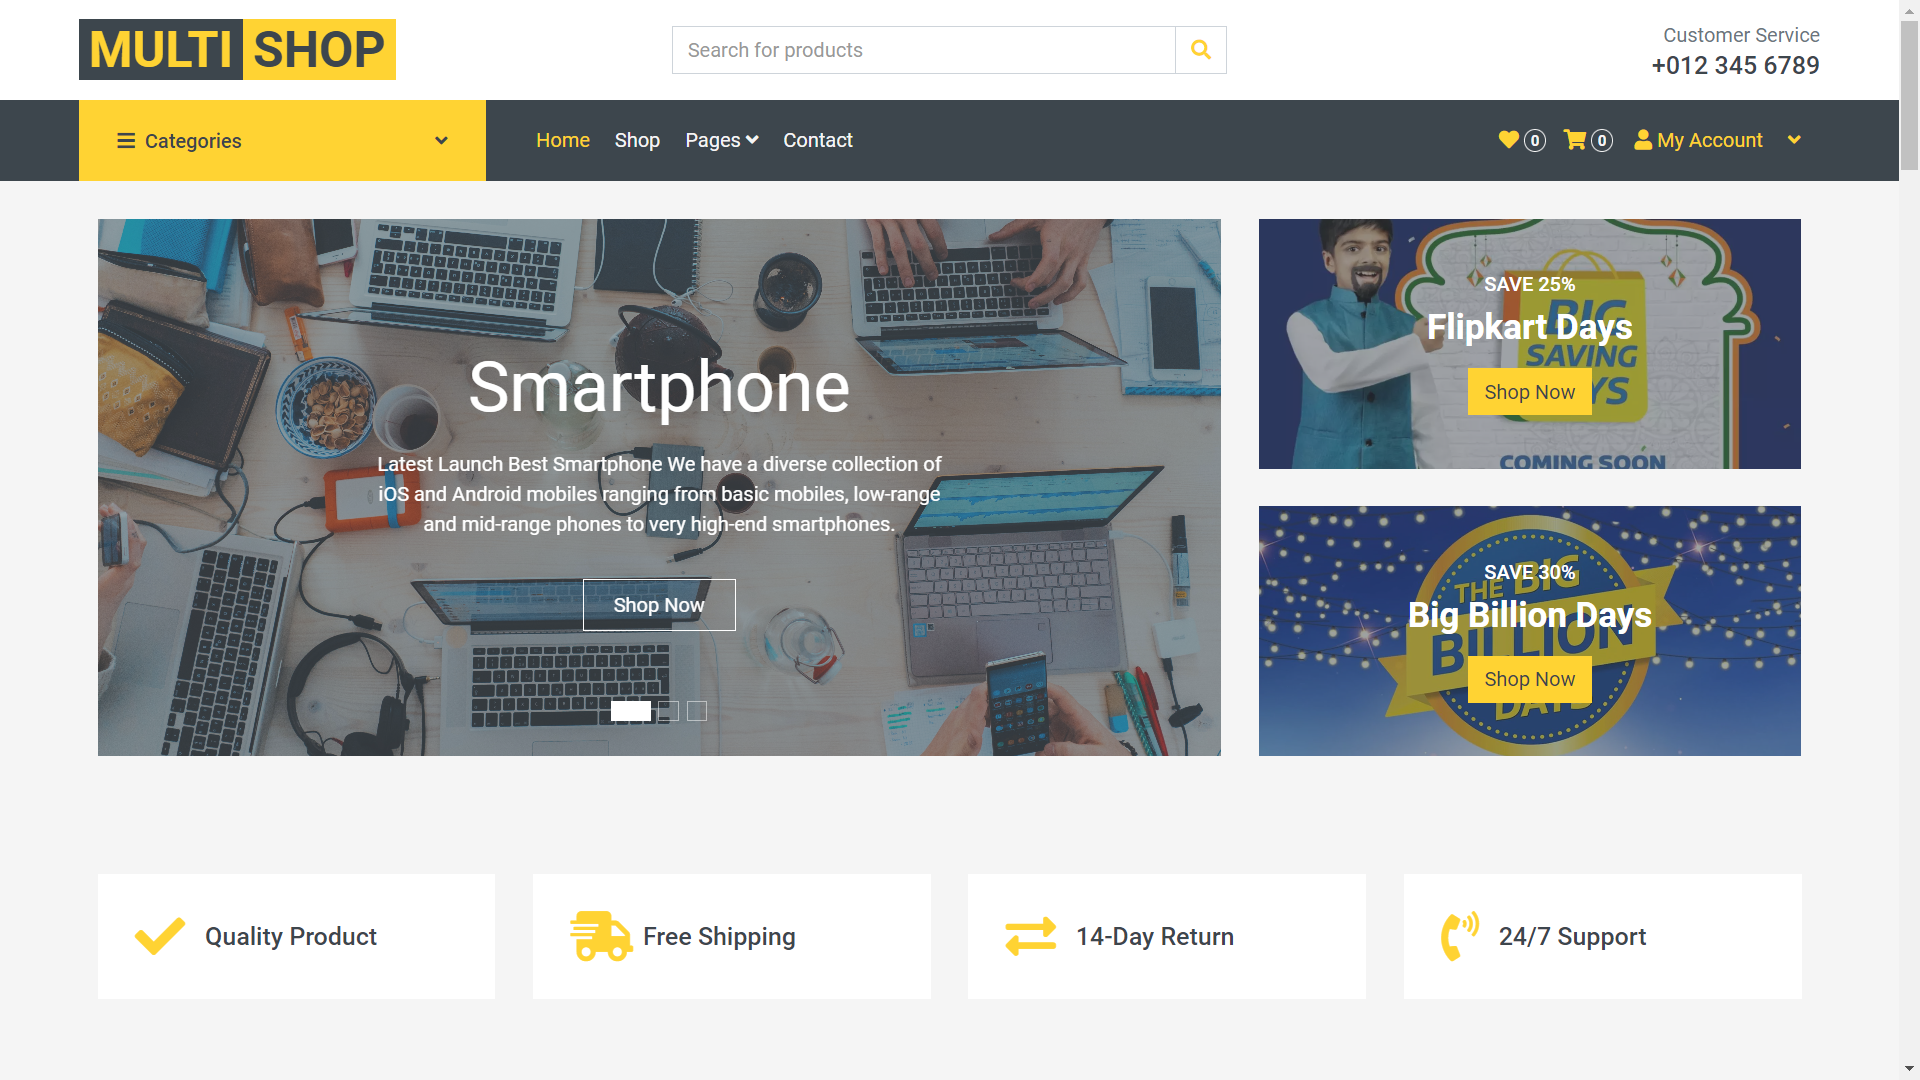 MULTI SHOP
Search for products
Customer Service
+012 345 6789
Categories
Home Shop Pages Contact
0 0 My Account
Smartphone
Latest Launch Best Smartphone We have a diverse collection of
iOS and Android mobiles ranging from basic mobiles, low-range
and mid-range phones to very high-end smartphones.
Shop Now
SAVE 25%
Flipkart Days
Shop Now
BIG
SAVING
DAYS
COMING SOON
SAVE 30%
Big Billion Days
Shop Now
THE BIG
BILLION
DAYS
Quality Product
Free Shipping
14-Day Return
24/7 Support